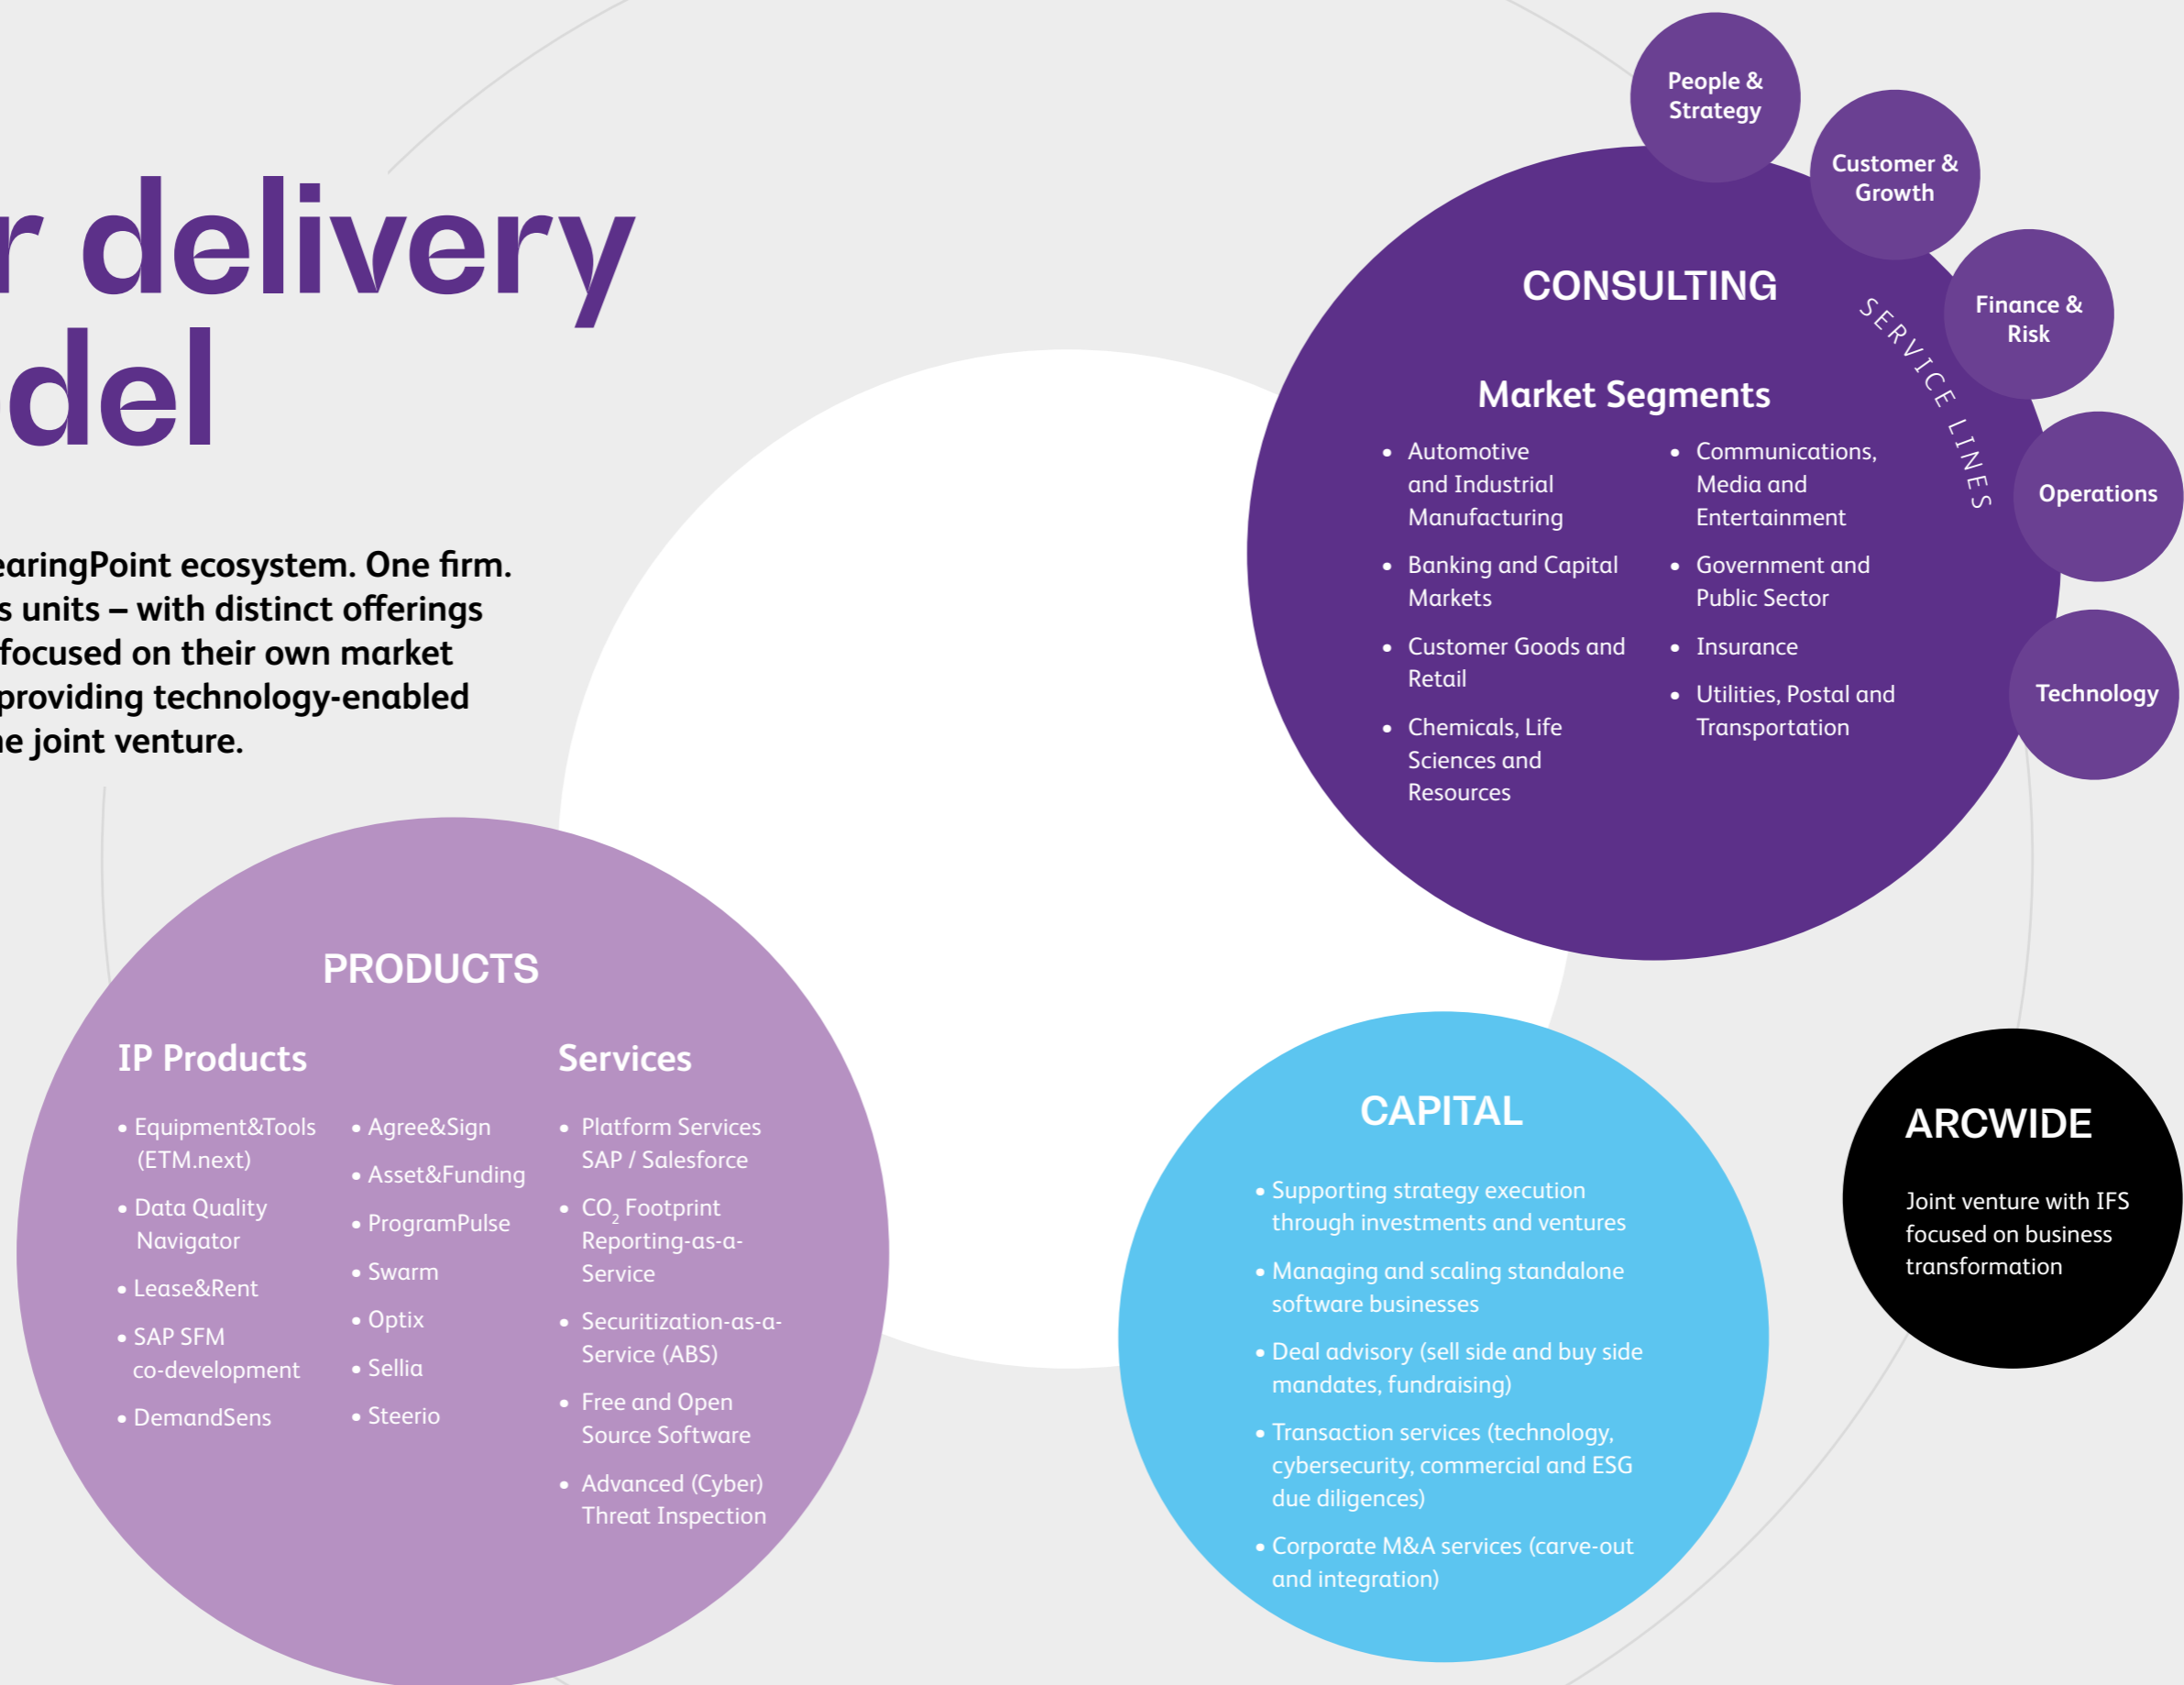 r delivery
del
earingPoint ecosystem. One firm.
s units – with distinct offerings
focused on their own market
providing technology-enabled
ne joint venture.
People &
Strategy
Customer &
Growth
Finance &
Risk
Operations
Technology
SERVICE LINES
CONSULTING
Market Segments
• Automotive
and Industrial
Manufacturing
• Banking and Capital
Markets
• Customer Goods and
Retail
• Chemicals, Life
Sciences and
Resources
• Communications,
Media and
Entertainment
• Government and
Public Sector
• Insurance
• Utilities, Postal and
Transportation
PRODUCTS
IP Products
• Equipment&Tools
(ETM.next)
• Data Quality
Navigator
• Lease&Rent
• SAP SFM
co-development
• DemandSens
• Agree&Sign
• Asset&Funding
• ProgramPulse
• Swarm
• Optix
• Sellia
• Steerio
Services
• Platform Services
SAP / Salesforce
• CO₂ Footprint
Reporting-as-a-
Service
• Securitization-as-a-
Service (ABS)
• Free and Open
Source Software
• Advanced (Cyber)
Threat Inspection
CAPITAL
• Supporting strategy execution
through investments and ventures
• Managing and scaling standalone
software businesses
• Deal advisory (sell side and buy side
mandates, fundraising)
• Transaction services (technology,
cybersecurity, commercial and ESG
due diligences)
• Corporate M&A services (carve-out
and integration)
ARCWIDE
Joint venture with IFS
focused on business
transformation